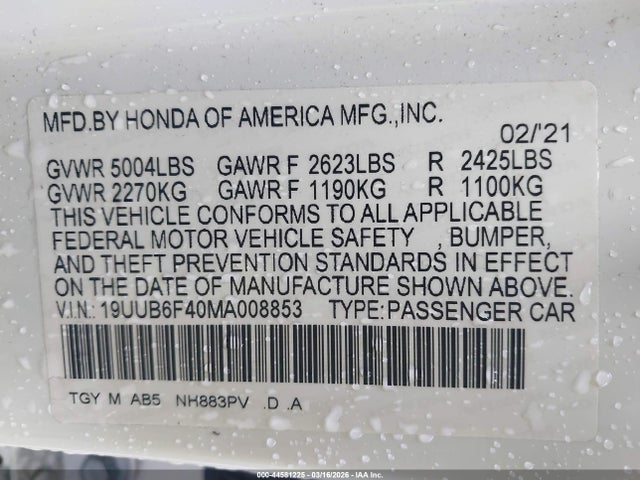 MFD.BY HONDA OF AMERICA MFG.,INC.
02/'21
GVWR 5004LBS GAWR F 2623LBS R 2425LBS
GVWR 2270KG GAWR F 1190KG R 1100KG
THIS VEHICLE CONFORMS TO ALL APPLICABLE
FEDERAL MOTOR VEHICLE SAFETY , BUMPER,
AND THEFT PREVENTION STANDARDS IN EFFECT
ON THE DATE OF MANUFACTURE SHOWN ABOVE.
V.I.N.: 19UUB6F40MA008853 TYPE:PASSENGER CAR
TGY M AB5 NH883PV .D .A
000-44581225 - 03/16/2026 - IAA Inc.